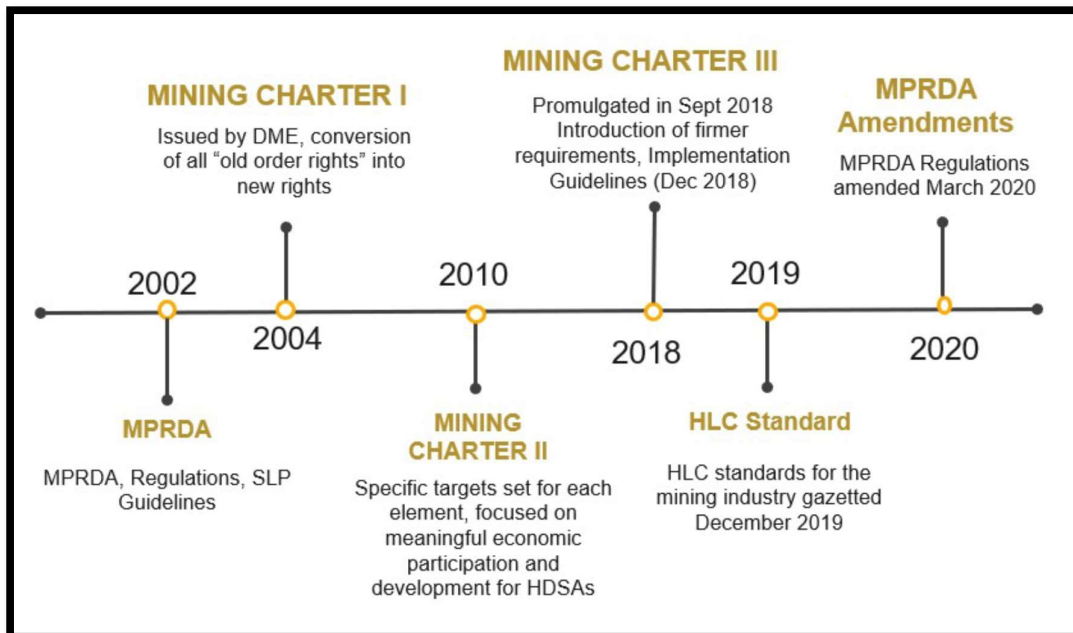 2002
MPRDA
MPRDA, Regulations, SLP
Guidelines
MINING CHARTER I
Issued by DME, conversion
of all “old order rights” into
new rights
2004
2010
MINING
CHARTER II
Specific targets set for each
element, focused on
meaningful economic
participation and
development for HDSAs
MINING CHARTER III
Promulgated in Sept 2018
Introduction of firmer
requirements, Implementation
Guidelines (Dec 2018)
2018
2019
HLC Standard
HLC standards for the
mining industry gazetted
December 2019
MPRDA
Amendments
MPRDA Regulations
amended March 2020
2020